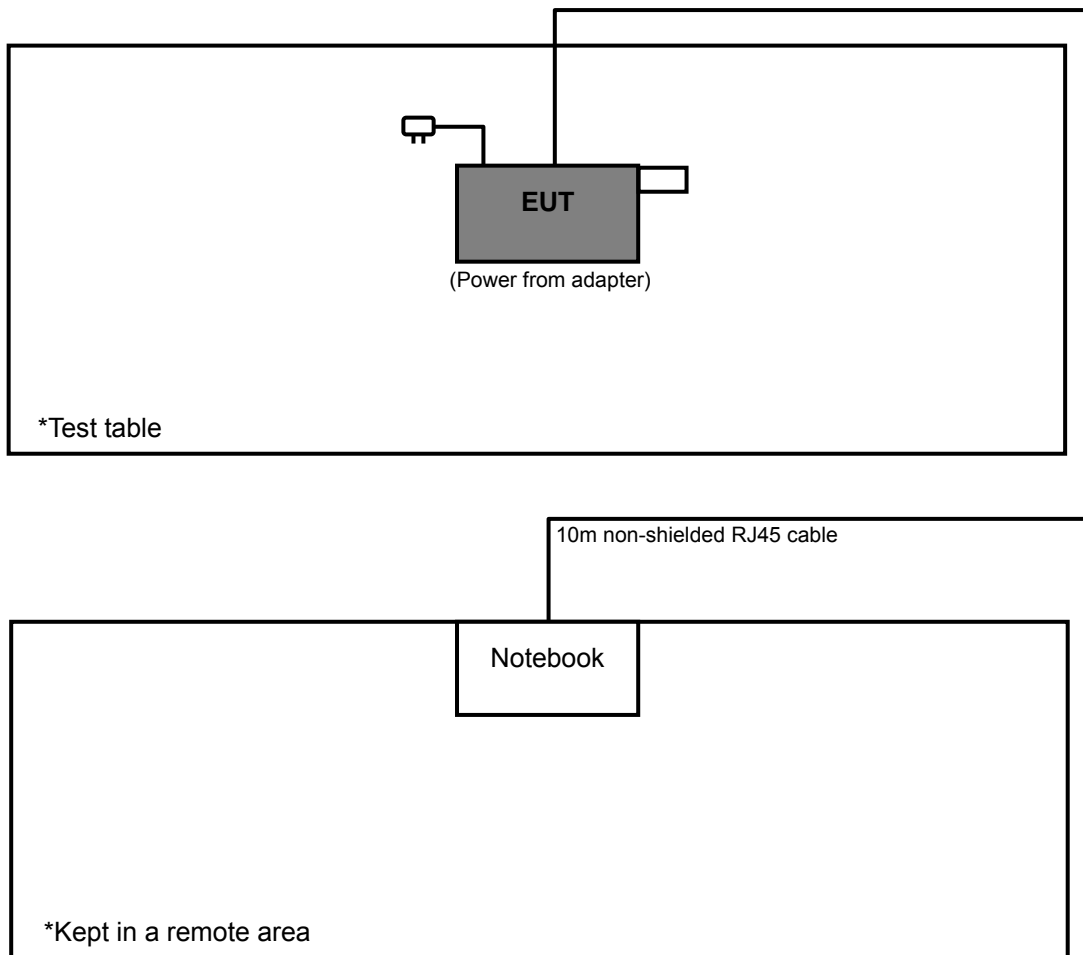 EUT
(Power from adapter)
*Test table
10m non-shielded RJ45 cable
Notebook
*Kept in a remote area